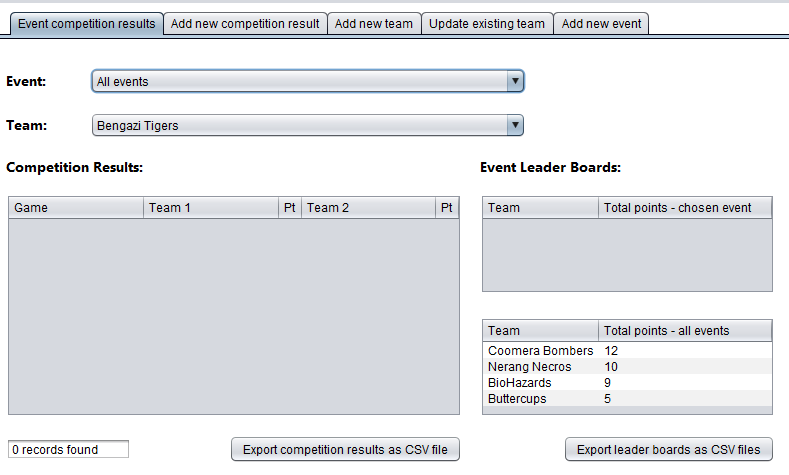 Event competition results Add new competition result Add new team Update existing team Add new event
Event: All events
Team: Bengazi Tigers
Competition Results: Event Leader Boards:
Game Team 1 Pt Team 2 Pt
Team Total points - chosen event
Team Total points - all events
Coomera Bombers 12
Nerang Necros 10
BioHazards 9
Buttercups 5
0 records found Export competition results as CSV file Export leader boards as CSV files